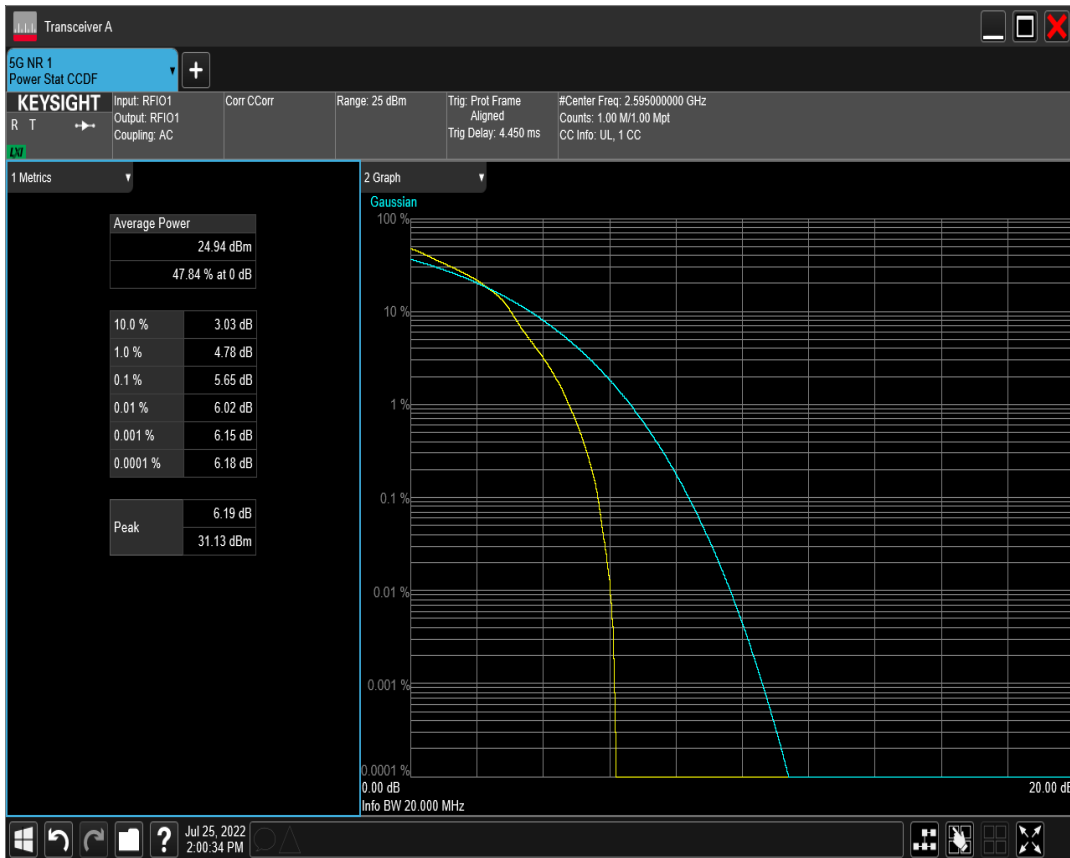 Transceiver A
5G NR 1
Power Stat CCDF
KEYSIGHT
R T
LXI
Input: RFIO1
Output: RFIO1
Coupling: AC
Corr CCorr
Range: 25 dBm
Trig: Prot Frame
Aligned
Trig Delay: 4.450 ms
#Center Freq: 2.595000000 GHz
Counts: 1.00 M/1.00 Mpt
CC Info: UL, 1 CC
1 Metrics
Average Power
24.94 dBm
47.84 % at 0 dB
10.0 % 3.03 dB
1.0 % 4.78 dB
0.1 % 5.65 dB
0.01 % 6.02 dB
0.001 % 6.15 dB
0.0001 % 6.18 dB
Peak
6.19 dB
31.13 dBm
2 Graph
Gaussian
100 %
10 %
1 %
0.1 %
0.01 %
0.001 %
0.0001 %
0.00 dB 20.00 dB
Info BW 20.000 MHz
?
Jul 25, 2022
2:00:34 PM